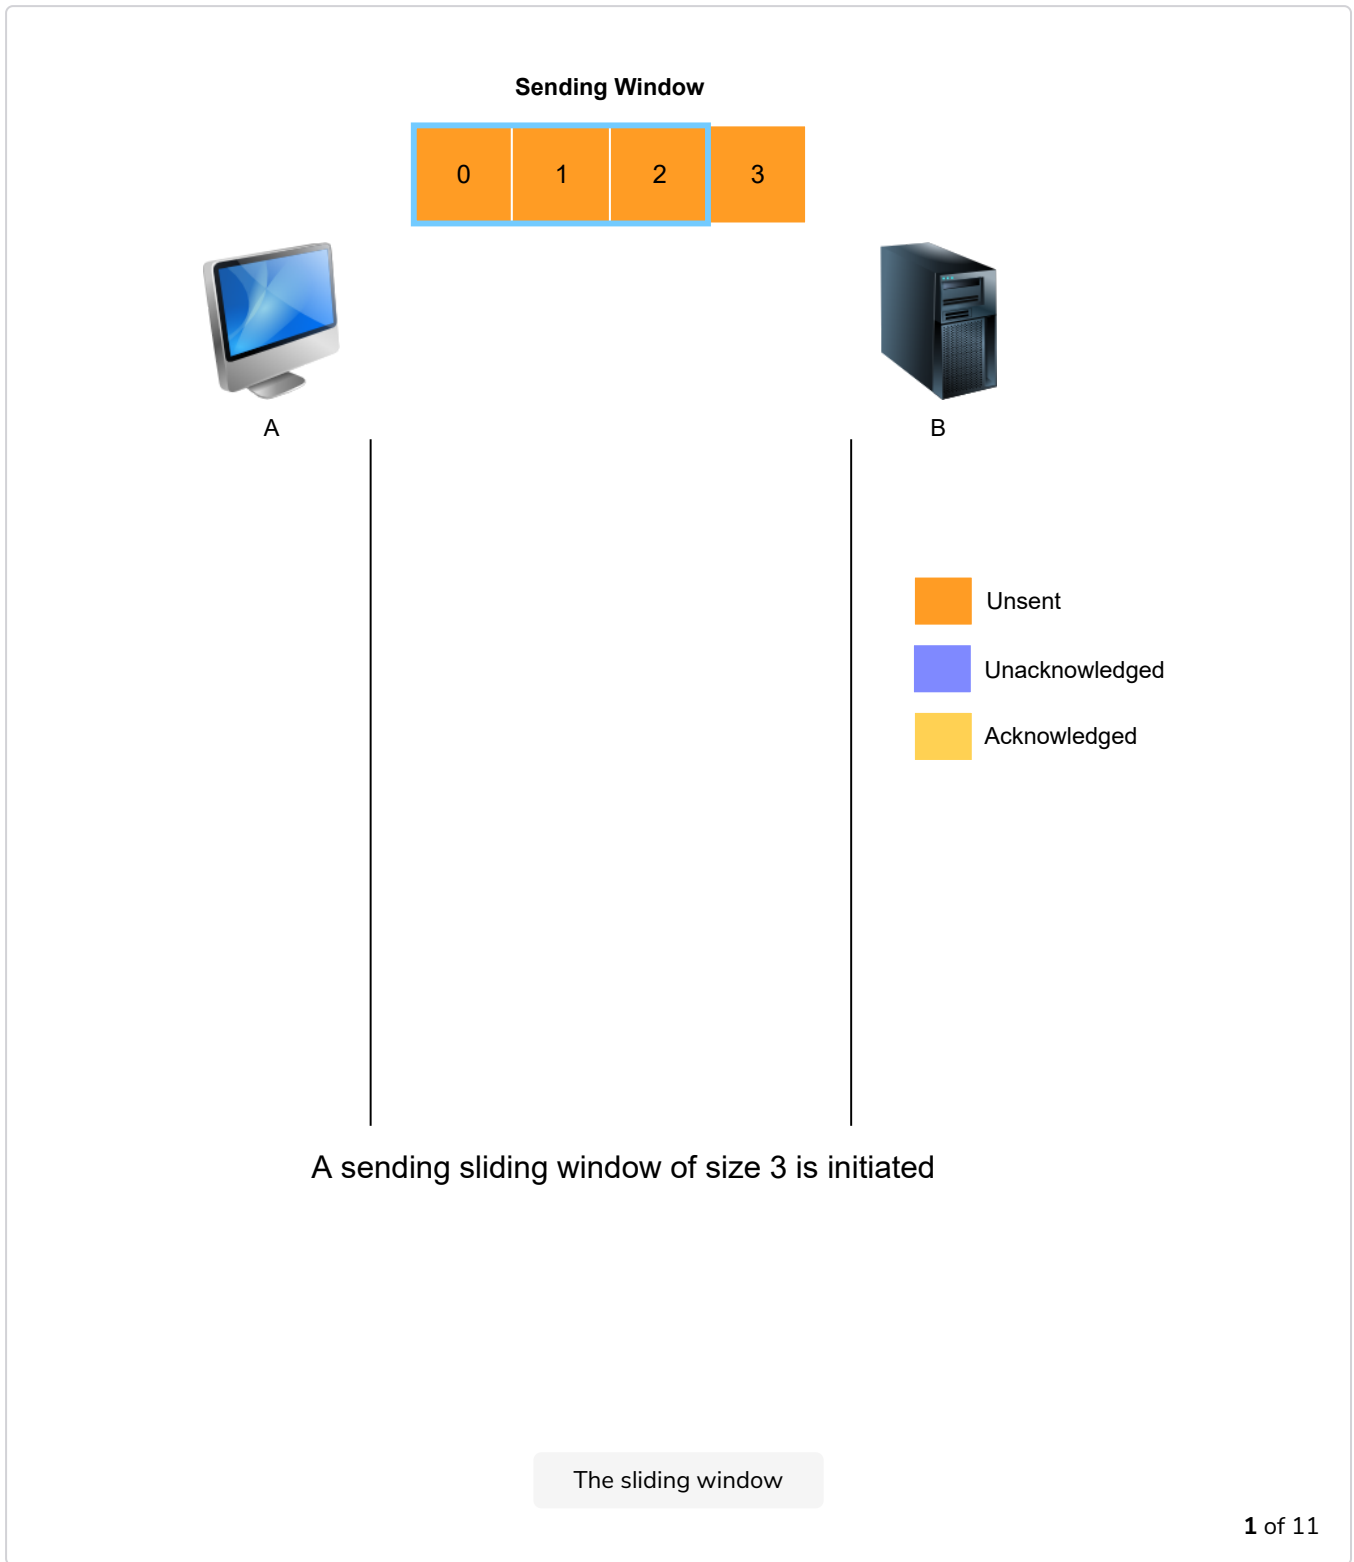 Sending Window
0 1 2 3
A
B
Unsent
Unacknowledged
Acknowledged
A sending sliding window of size 3 is initiated
The sliding window
1 of 11